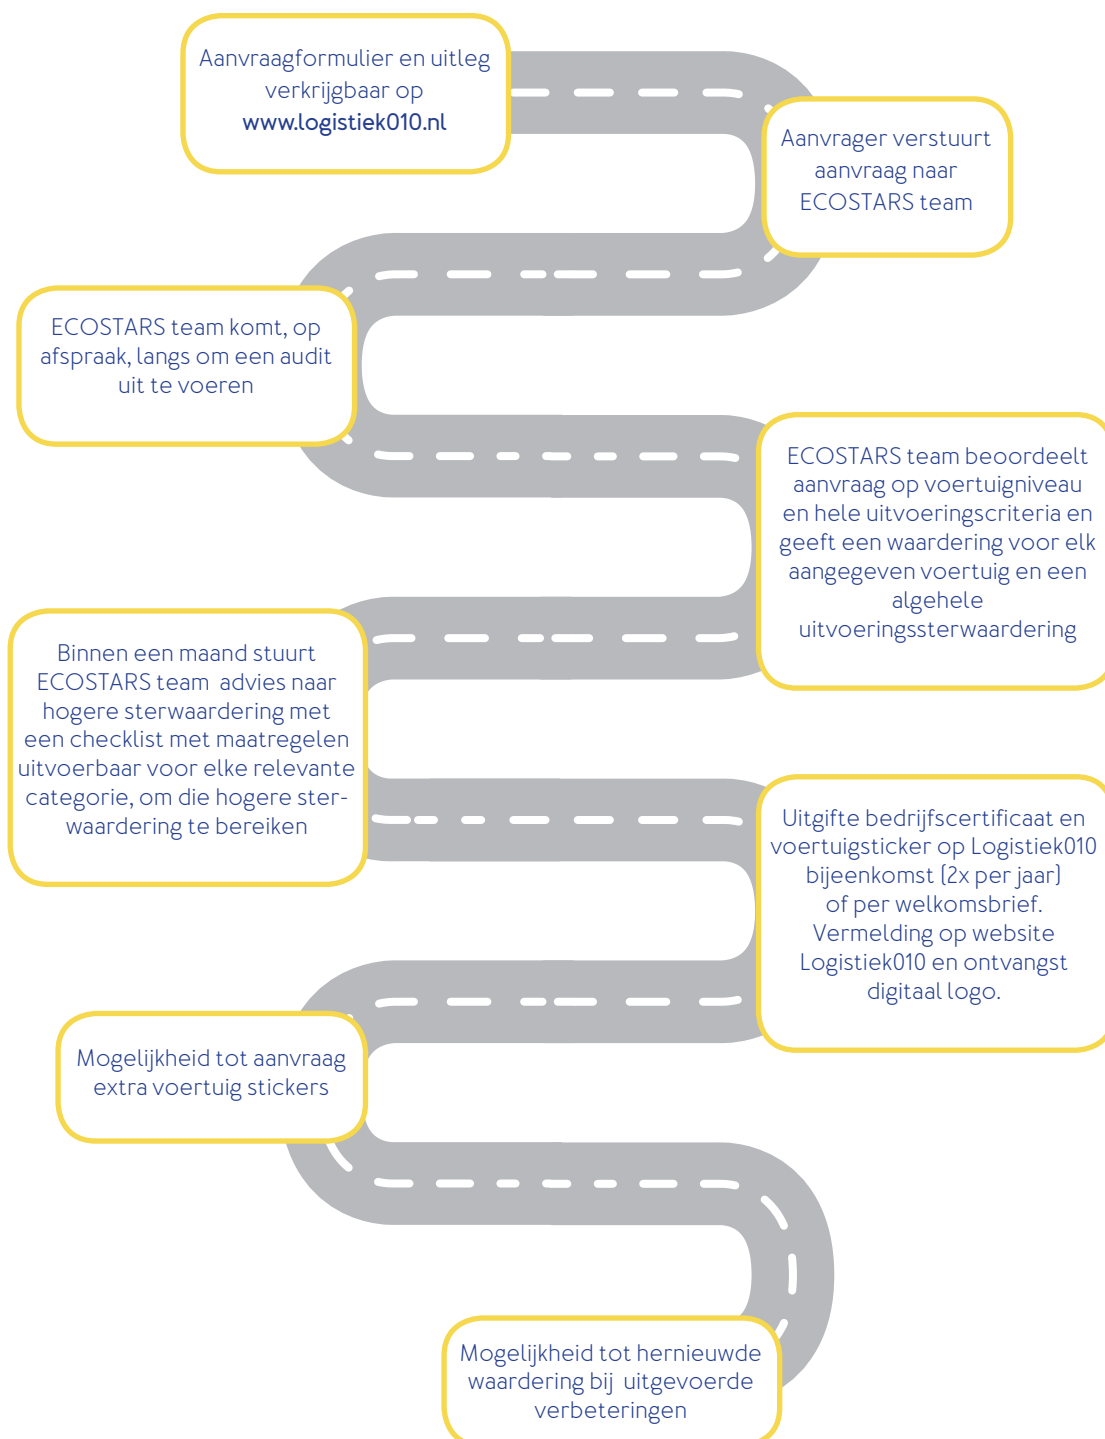 Aanvraagformulier en uitleg
verkrijgbaar op
www.logistiek010.nl
Aanvrager verstuurt
aanvraag naar
ECOSTARS team
ECOSTARS team komt, op
afspraak, langs om een audit
uit te voeren
ECOSTARS team beoordeelt
aanvraag op voertuigniveau
en hele uitvoeringscriteria en
geeft een waardering voor elk
aangegeven voertuig en een
algehele
uitvoeringssterwaardering
Binnen een maand stuurt
ECOSTARS team advies naar
hogere sterwaardering met
een checklist met maatregelen
uitvoerbaar voor elke relevante
categorie, om die hogere ster-
waardering te bereiken
Uitgifte bedrijfscertificaat en
voertuigsticker op Logistiek010
bijeenkomst (2x per jaar)
of per welkomsbrief.
Vermelding op website
Logistiek010 en ontvangst
digitaal logo.
Mogelijkheid tot aanvraag
extra voertuig stickers
Mogelijkheid tot hernieuwde
waardering bij uitgevoerde
verbeteringen